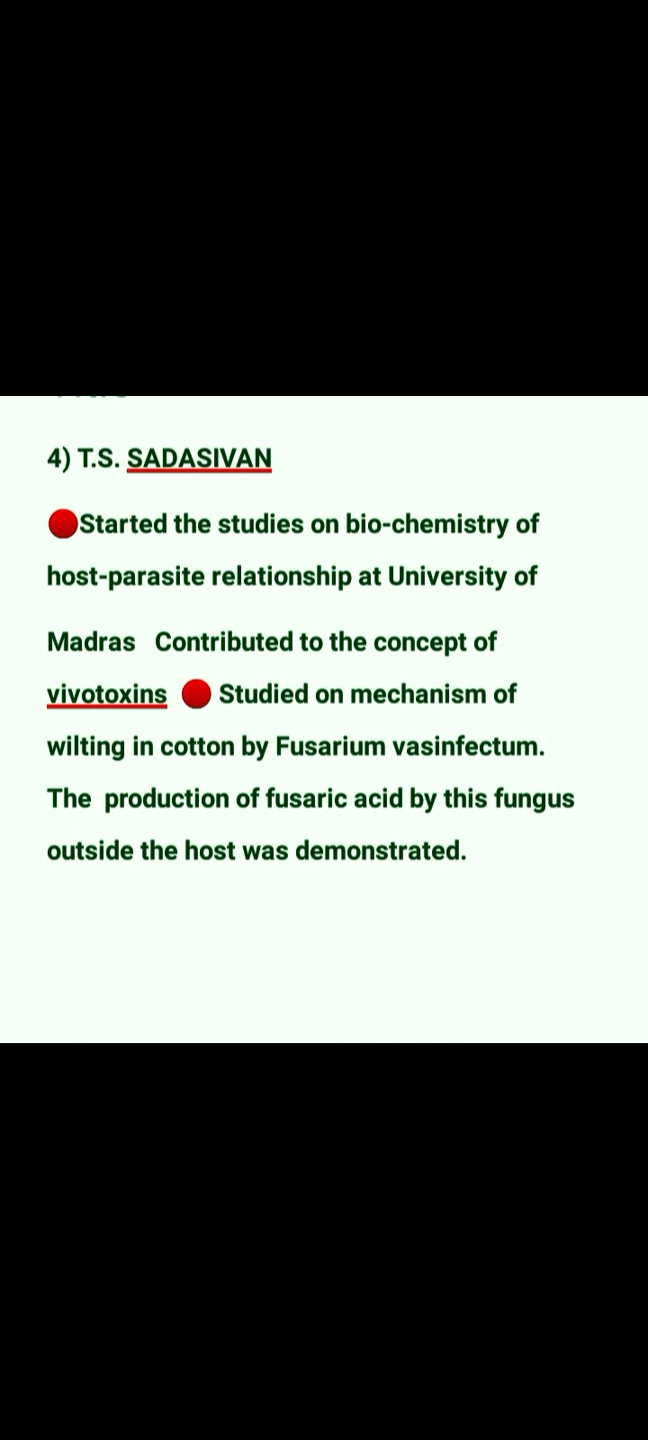 4) T.S. SADASIVAN
🔴Started the studies on bio-chemistry of
host-parasite relationship at University of
Madras   Contributed to the concept of
vivotoxins 🔴 Studied on mechanism of
wilting in cotton by Fusarium vasinfectum.
The  production of fusaric acid by this fungus
outside the host was demonstrated.